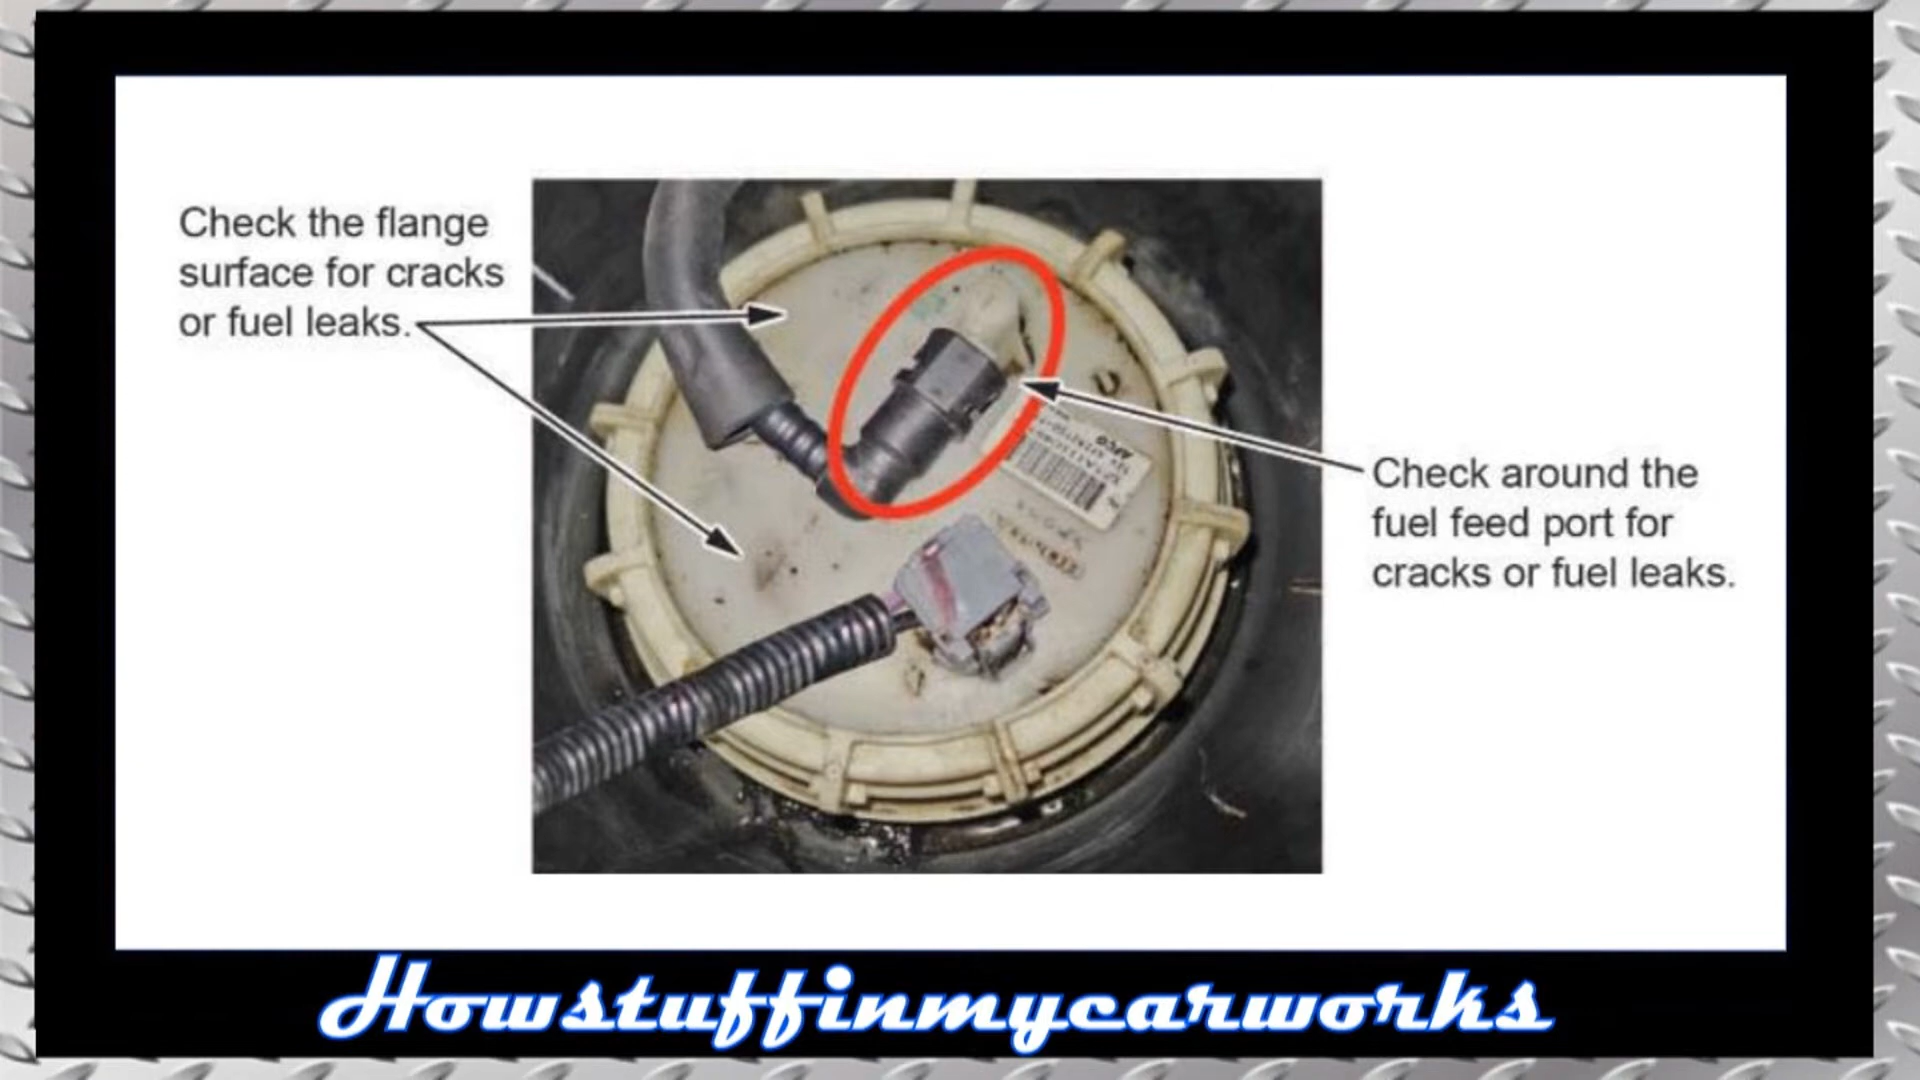 Check the flange
surface for cracks
or fuel leaks.
Check around the
fuel feed port for
cracks or fuel leaks.
Howstuffinmycarworks